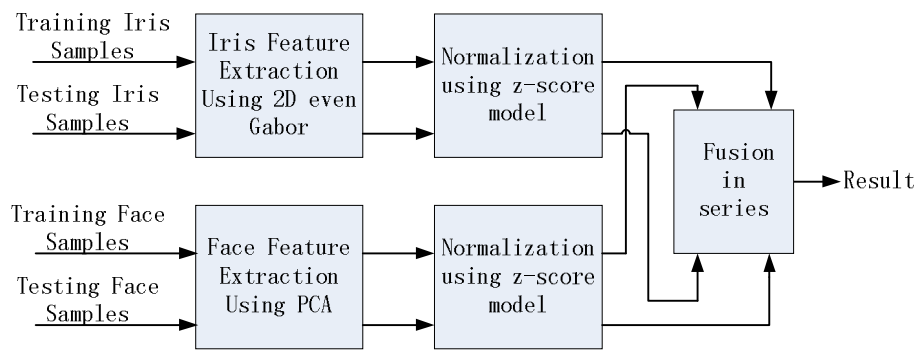 Training Iris
Samples
Testing Iris
Samples
Iris Feature
Extraction
Using 2D even
Gabor
Normalization
using z-score
model
Training Face
Samples
Testing Face
Samples
Face Feature
Extraction
Using PCA
Normalization
using z-score
model
Fusion
in
series
Result